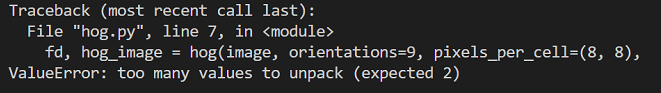 Traceback (most recent call last):
  File "hog.py", line 7, in <module>
    fd, hog_image = hog(image, orientations=9, pixels_per_cell=(8, 8),
ValueError: too many values to unpack (expected 2)